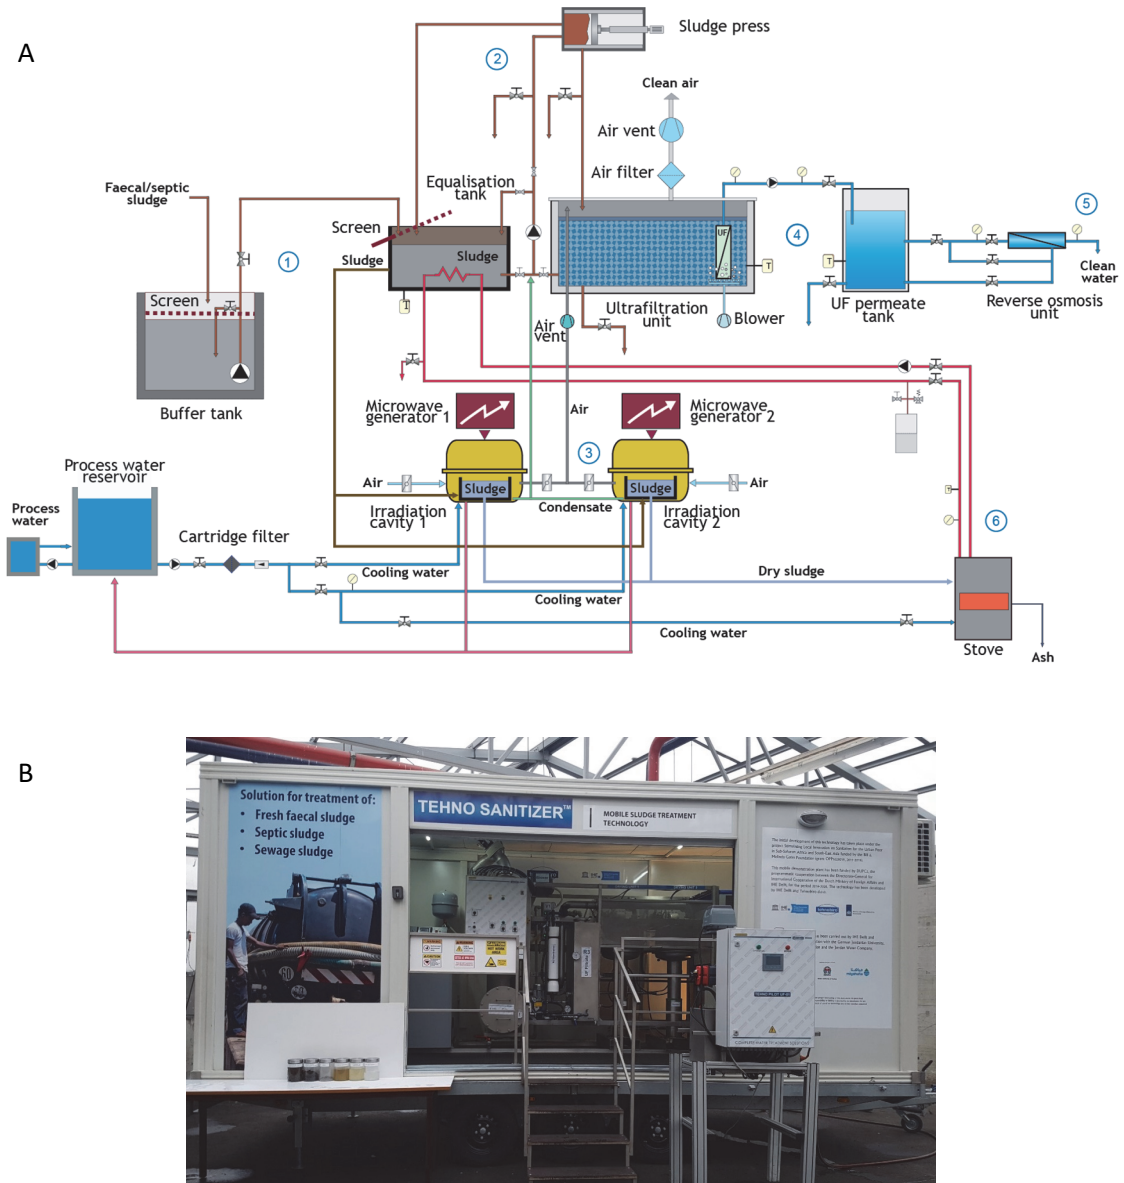 A
Sludge press
2
Clean air
Air vent
Air filter
Faecal/septic
sludge
Equalisation
tank
Screen
Sludge
Sludge
1
UF
4
5
T
T
T
Clean
water
Screen
Ultrafiltration
unit
UF permeate
tank
Reverse osmosis
unit
Air
vent
Blower
Buffer tank
Microwave
generator 1
Air
Microwave
generator 2
3
Process water
reservoir
Air
Sludge
Sludge
Air
Process
water
Irradiation
cavity 1
Condensate
Irradiation
cavity 2
6
Cartridge filter
Cooling water
Dry sludge
Cooling water
Cooling water
Stove
Ash
B
Solution for treatment of:
• Fresh faecal sludge
• Septic sludge
• Sewage sludge
TEHNO SANITIZER™
MOBILE SLUDGE TREATMENT
TECHNOLOGY